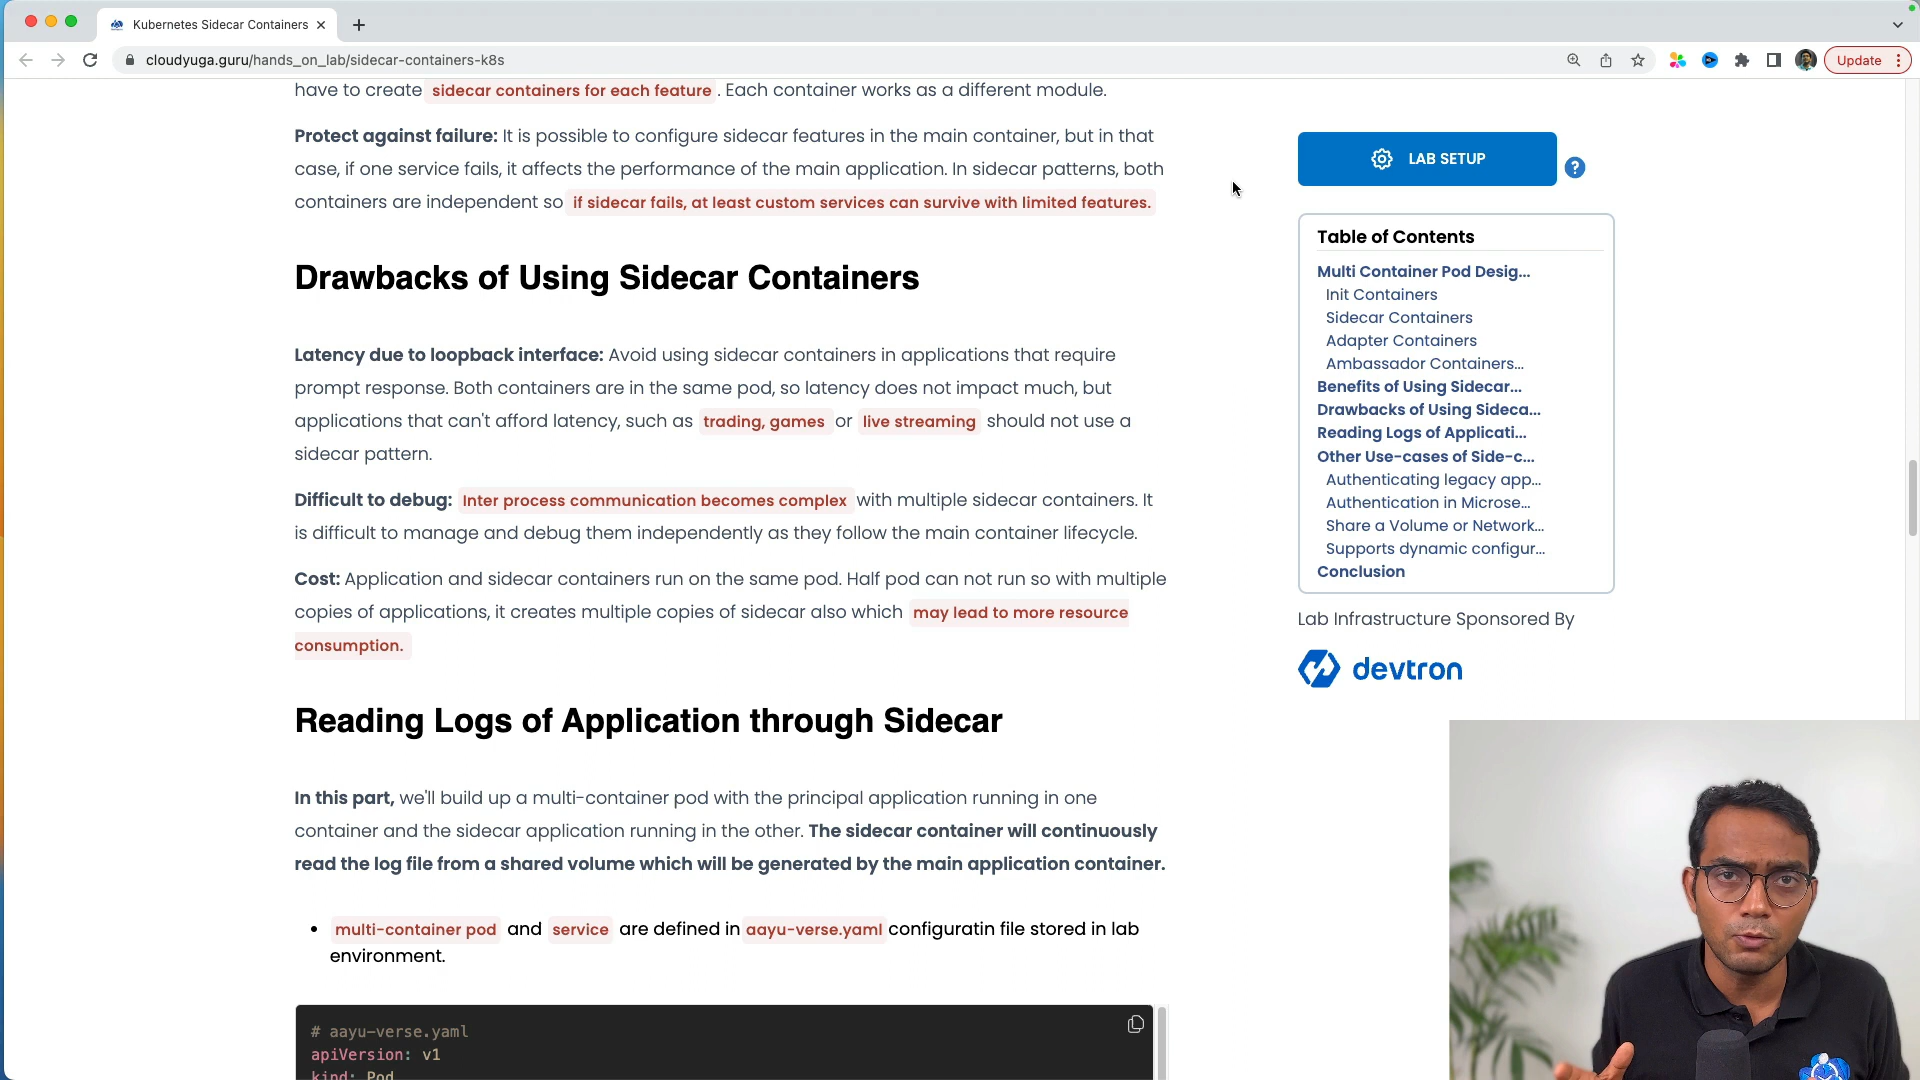 Kubernetes Sidecar Containers
cloudyuga.guru/hands_on_lab/sidecar-containers-k8s
Update
have to create sidecar containers for each feature . Each container works as a different module.
Protect against failure: It is possible to configure sidecar features in the main container, but in that
case, if one service fails, it affects the performance of the main application. In sidecar patterns, both
containers are independent so if sidecar fails, at least custom services can survive with limited features.
Drawbacks of Using Sidecar Containers
Latency due to loopback interface: Avoid using sidecar containers in applications that require
prompt response. Both containers are in the same pod, so latency does not impact much, but
applications that can't afford latency, such as trading, games or live streaming should not use a
sidecar pattern.
Difficult to debug: Inter process communication becomes complex with multiple sidecar containers. It
is difficult to manage and debug them independently as they follow the main container lifecycle.
Cost: Application and sidecar containers run on the same pod. Half pod can not run so with multiple
copies of applications, it creates multiple copies of sidecar also which may lead to more resource
consumption.
Reading Logs of Application through Sidecar
In this part, we'll build up a multi-container pod with the principal application running in one
container and the sidecar application running in the other. The sidecar container will continuously
read the log file from a shared volume which will be generated by the main application container.
• multi-container pod and service are defined in aayu-verse.yaml configuratin file stored in lab
environment.
# aayu-verse.yaml
apiVersion: v1
kind: Pod
LAB SETUP
?
Table of Contents
Multi Container Pod Desig...
Init Containers
Sidecar Containers
Adapter Containers
Ambassador Containers...
Benefits of Using Sidecar...
Drawbacks of Using Sideca...
Reading Logs of Applicati...
Other Use-cases of Side-c...
Authenticating legacy app...
Authentication in Microse...
Share a Volume or Network...
Supports dynamic configur...
Conclusion
Lab Infrastructure Sponsored By
devtron